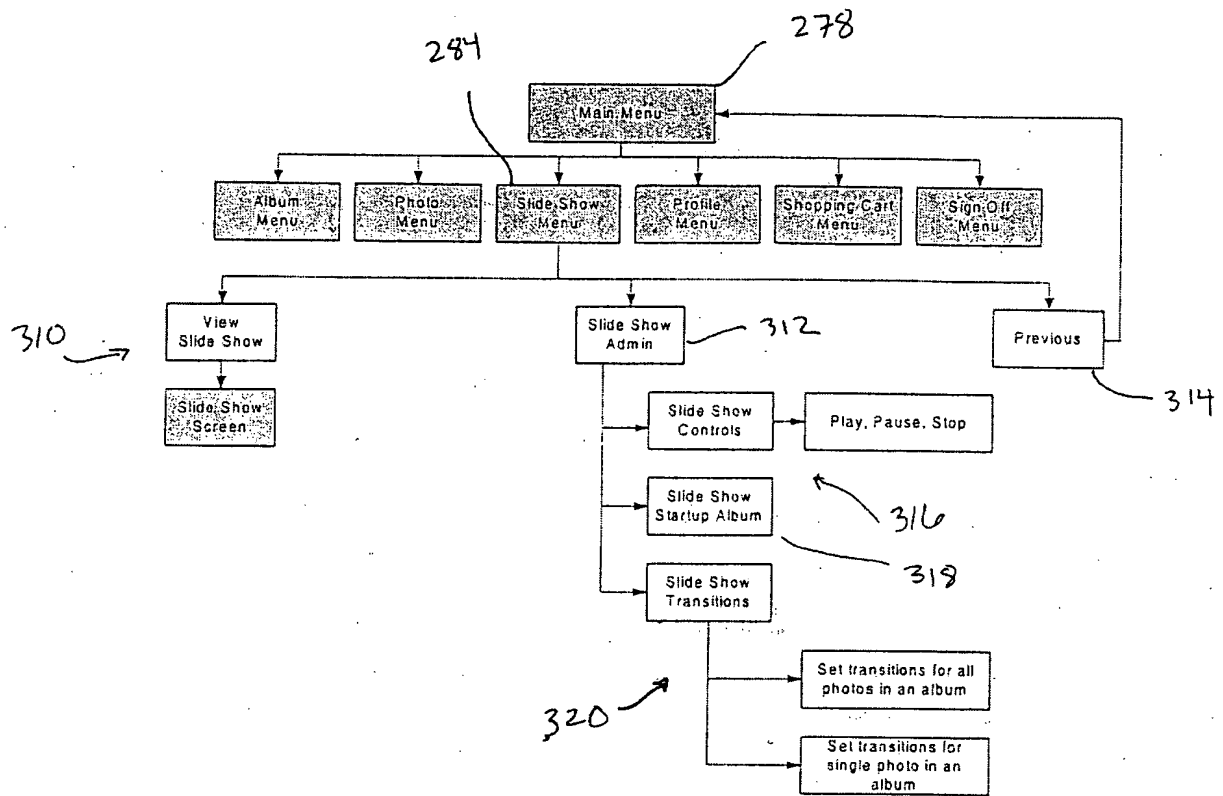 278
284
Main Menu
Album
Menu
Photo
Menu
Slide Show
Menu
Profile
Menu
Shopping Cart
Menu
Sign Off
Menu
310
View
Slide Show
Slide Show
Admin
312
Previous
314
Slide Show
Screen
Slide Show
Controls
Play, Pause, Stop
316
Slide Show
Startup Album
318
Slide Show
Transitions
320
Set transitions for all
photos in an album
Set transitions for
single photo in an
album